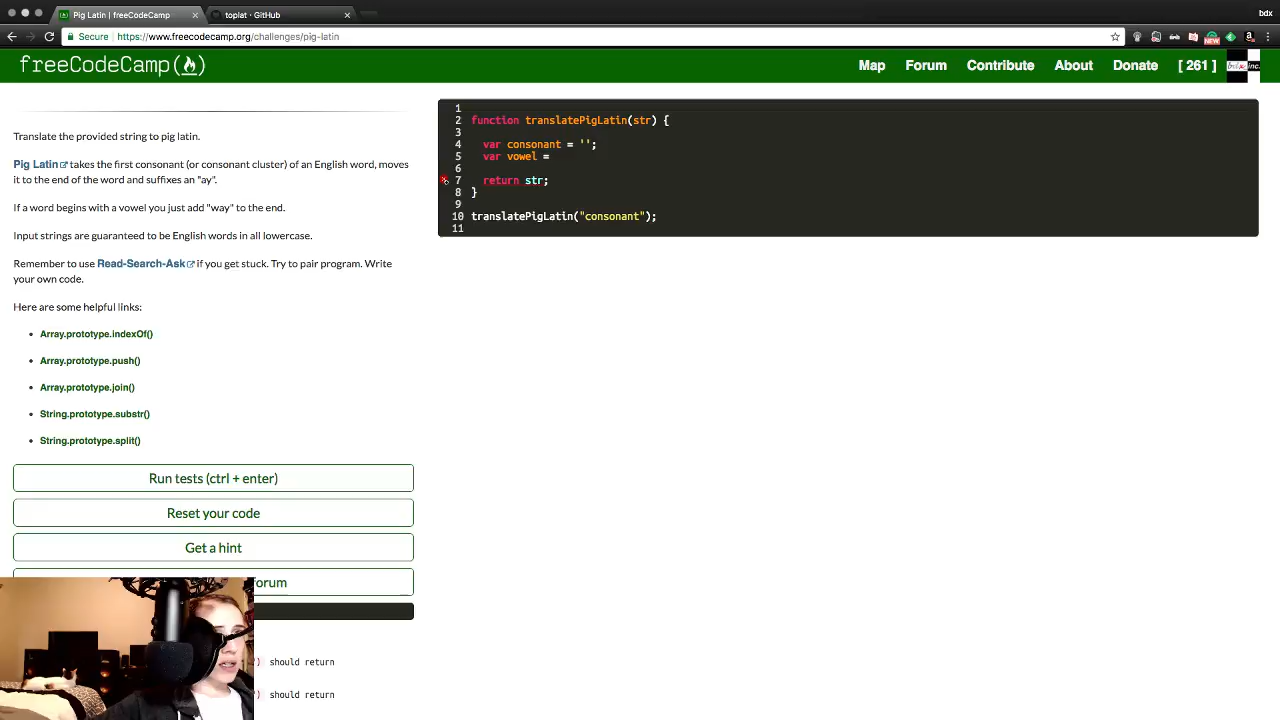 Pig Latin | freeCodeCamp
toplat · GitHub
bdx
Secure
https://www.freecodecamp.org/challenges/pig-latin
NEW
freeCodeCamp
Map
Forum
Contribute
About
Donate
[ 261 ]
inc.
Translate the provided string to pig latin.
Pig Latin takes the first consonant (or consonant cluster) of an English word, moves
it to the end of the word and suffixes an "ay".
If a word begins with a vowel you just add "way" to the end.
Input strings are guaranteed to be English words in all lowercase.
Remember to use Read-Search-Ask if you get stuck. Try to pair program. Write
your own code.
Here are some helpful links:
Array.prototype.indexOf()
Array.prototype.push()
Array.prototype.join()
String.prototype.substr()
String.prototype.split()
Run tests (ctrl + enter)
Reset your code
Get a hint
orum
') should return
') should return
1
2 function translatePigLatin(str) {
3
4 var consonant = '';
5 var vowel =
6
7 return str;
8 }
9
10 translatePigLatin("consonant");
11